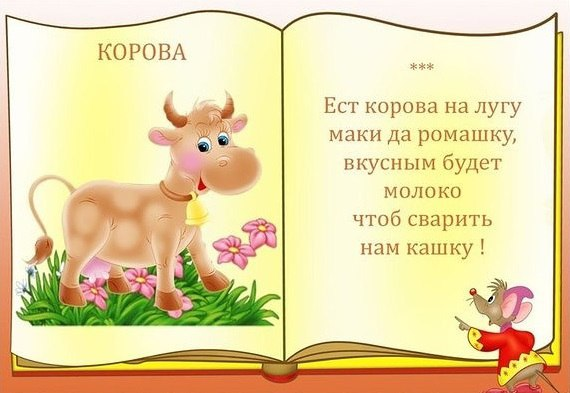 КОРОВА
***
Ест корова на лугу
маки да ромашку,
вкусным будет
молоко
чтоб сварить
нам кашку !